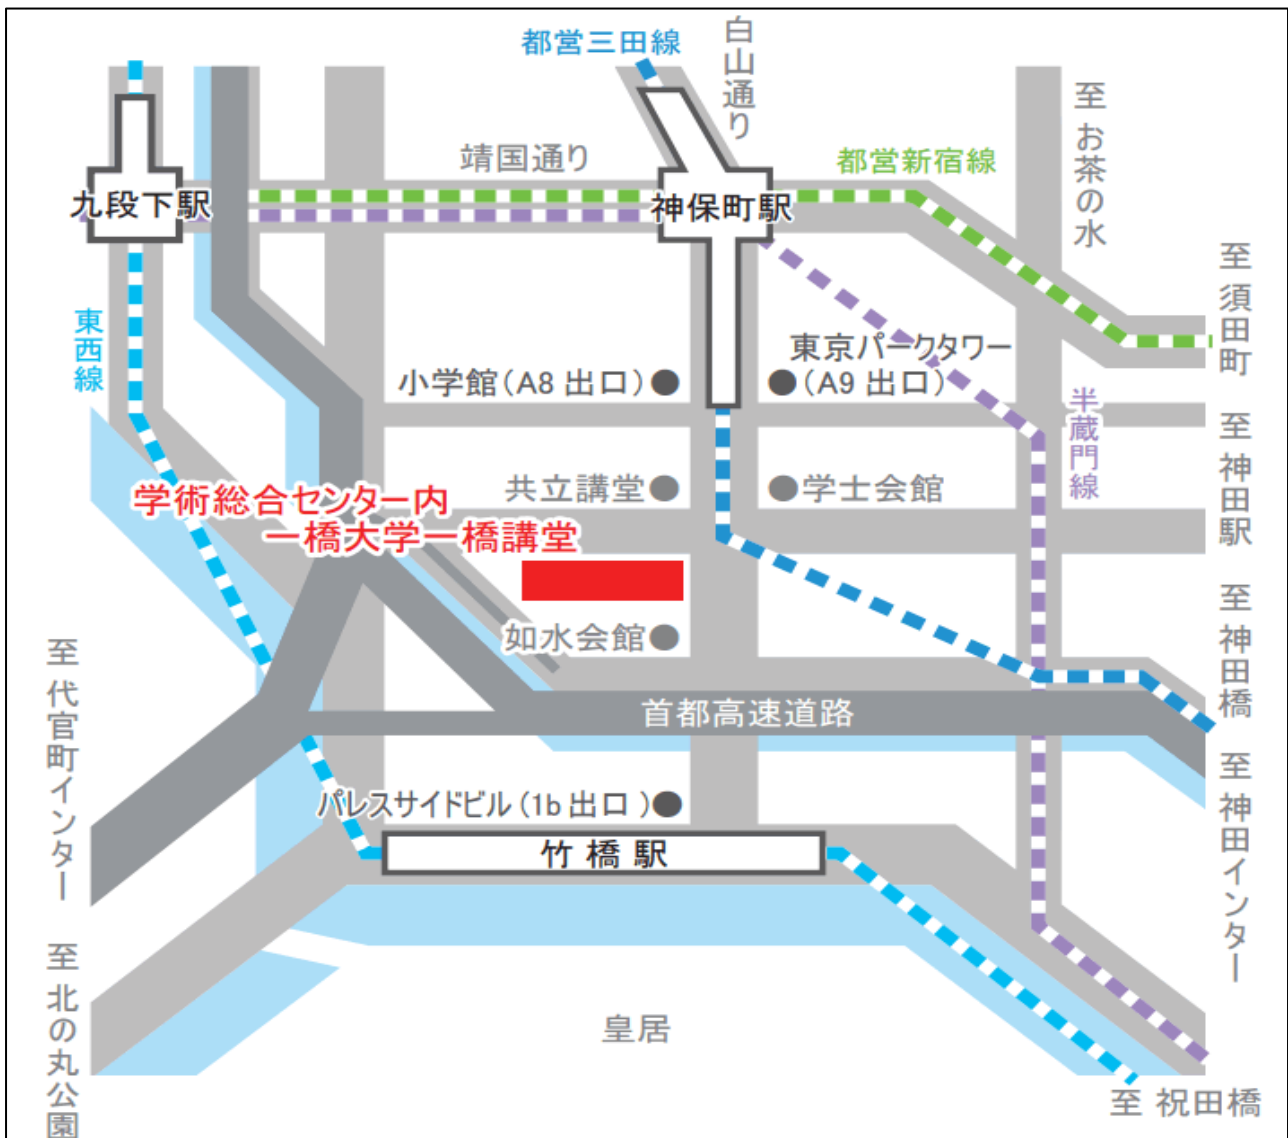 都営三田線
白山通り
至 お茶の水
靖国通り
都営新宿線
九段下駅
神保町駅
至 須田町
東西線
東京パークタワー
小学館（A8 出口）●
●（A9 出口）
半蔵門線
至 神田駅
共立講堂●
●学士会館
学術総合センター内
一橋大学一橋講堂
至 神田橋
如水会館●
至 代官町インター
首都高速道路
至 神田インター
パレスサイドビル（1b 出口）●
竹橋駅
至 北の丸公園
皇居
至 祝田橋